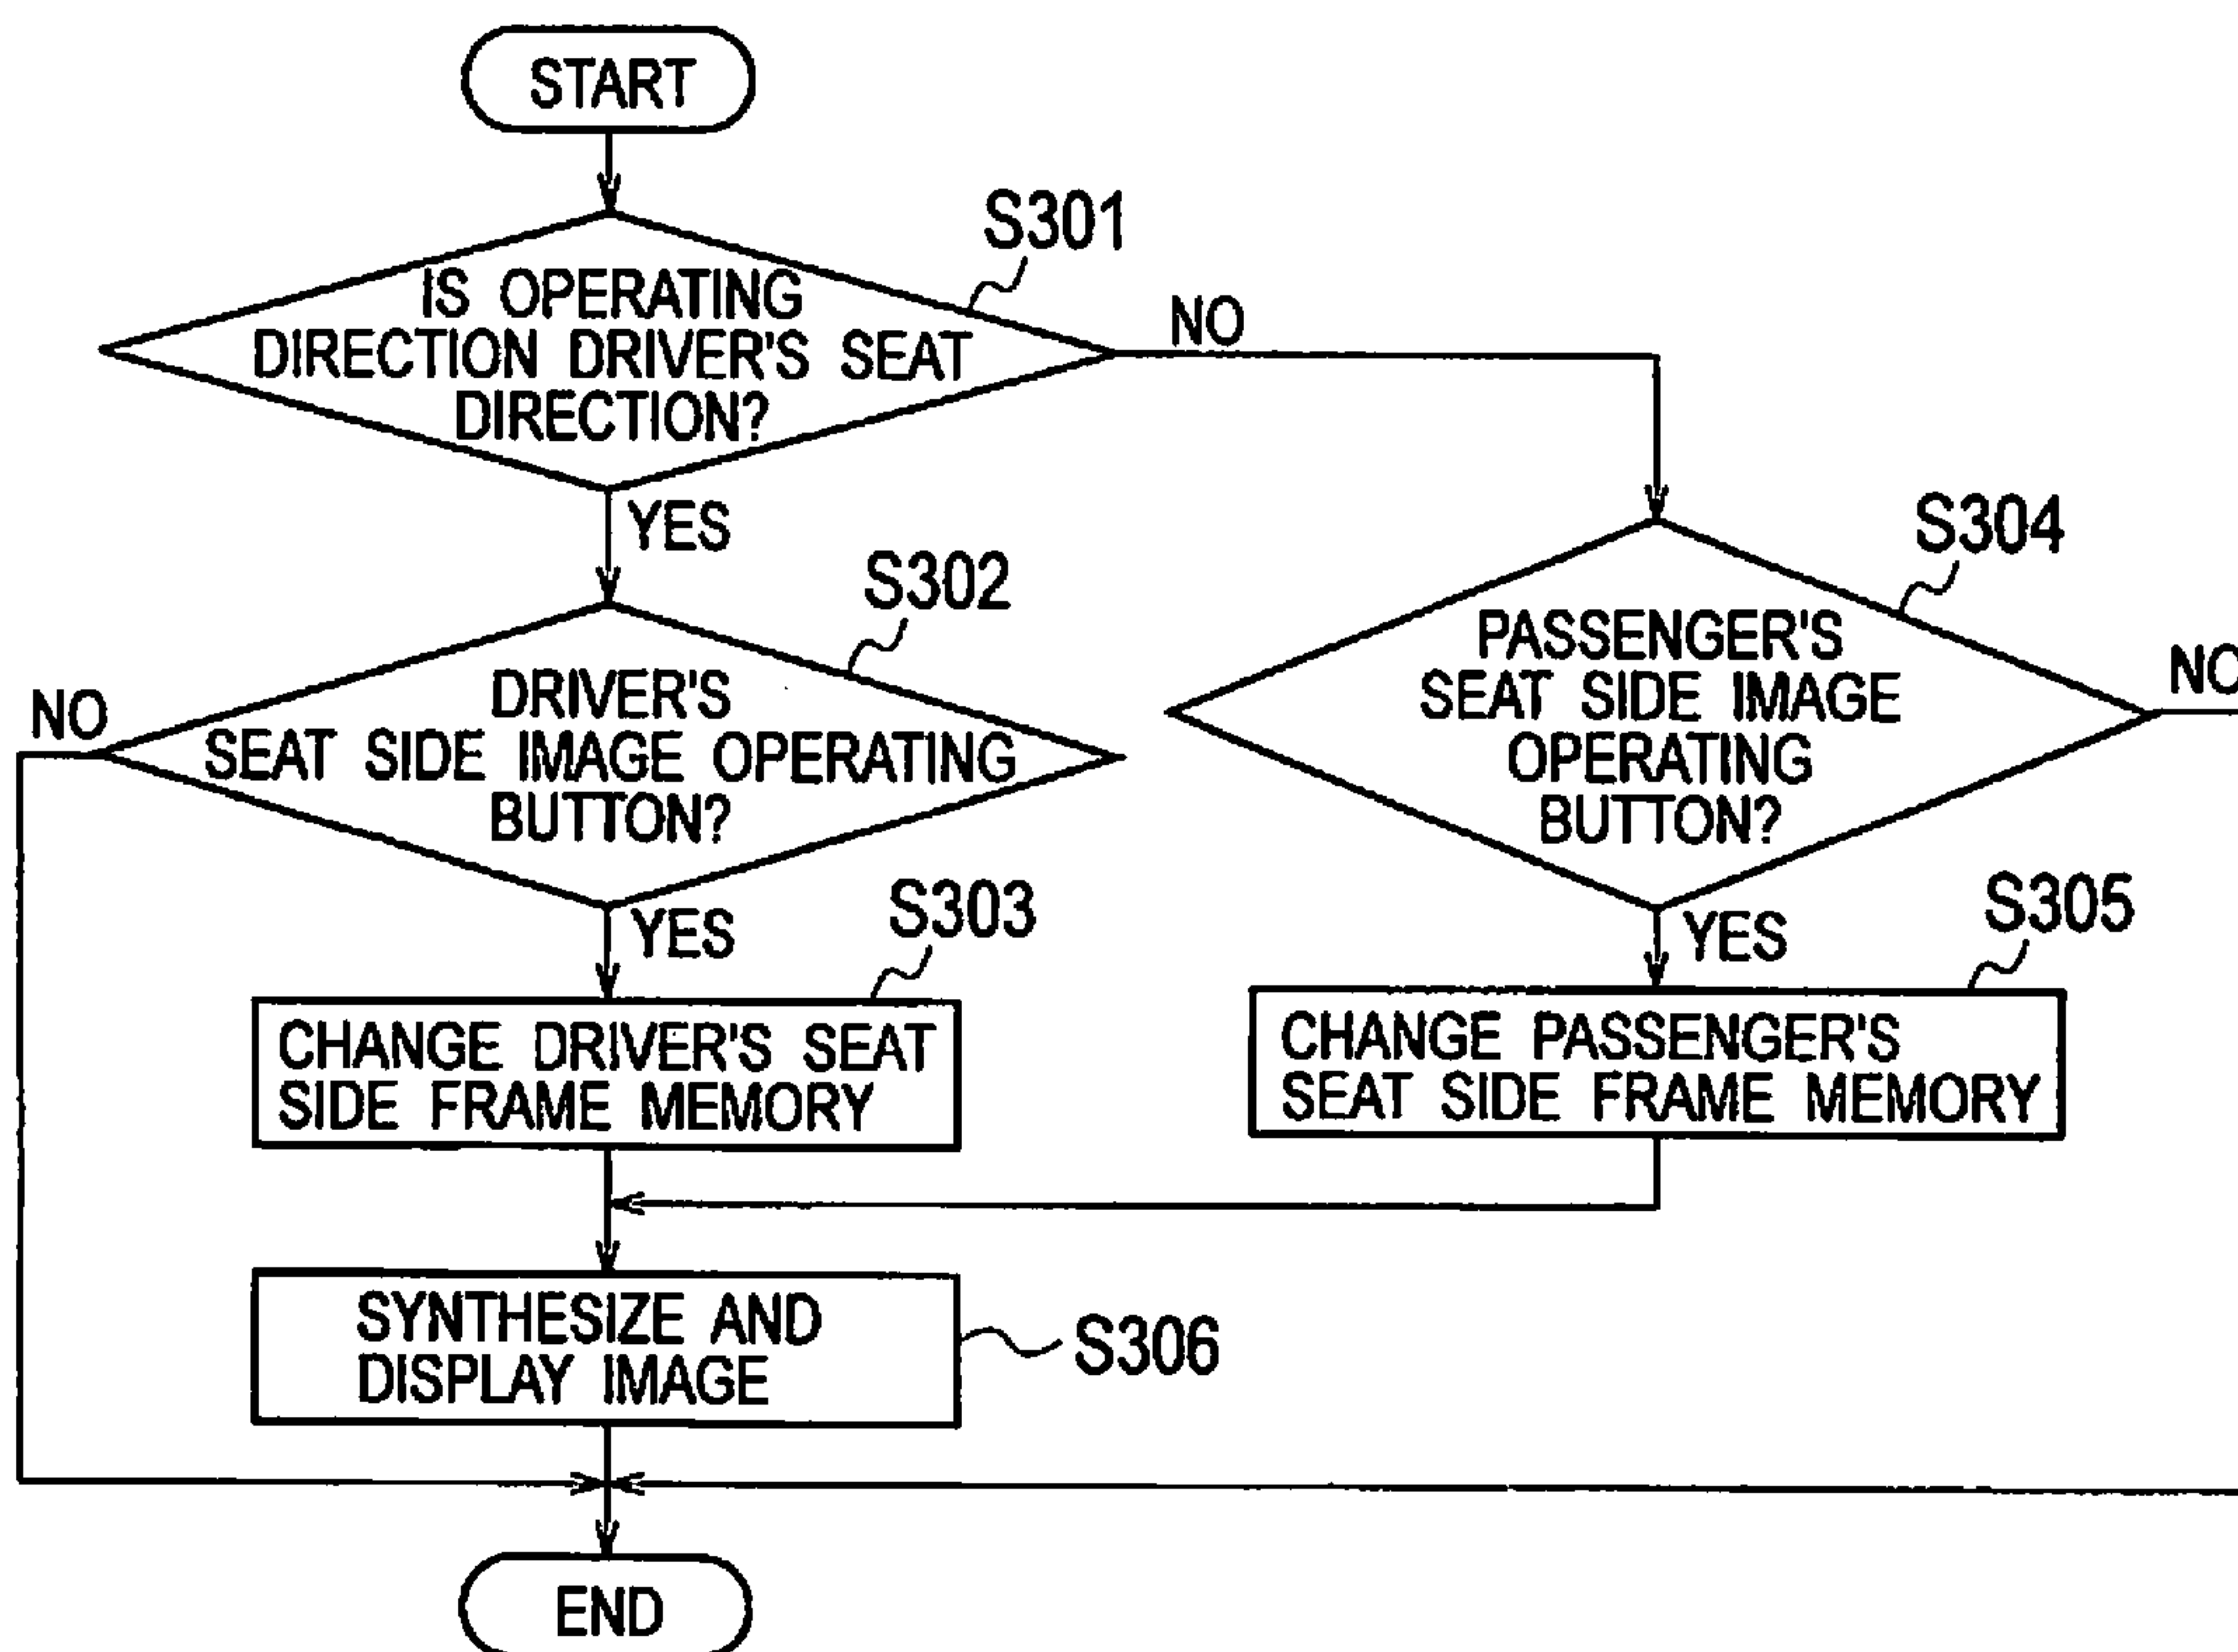 START
S301
IS OPERATING
DIRECTION DRIVER'S SEAT
DIRECTION?
NO
YES
S302
DRIVER'S
SEAT SIDE IMAGE OPERATING
BUTTON?
NO
YES
S303
CHANGE DRIVER'S SEAT
SIDE FRAME MEMORY
S304
PASSENGER'S
SEAT SIDE IMAGE
OPERATING
BUTTON?
NO
YES
S305
CHANGE PASSENGER'S
SEAT SIDE FRAME MEMORY
SYNTHESIZE AND
DISPLAY IMAGE
S306
END